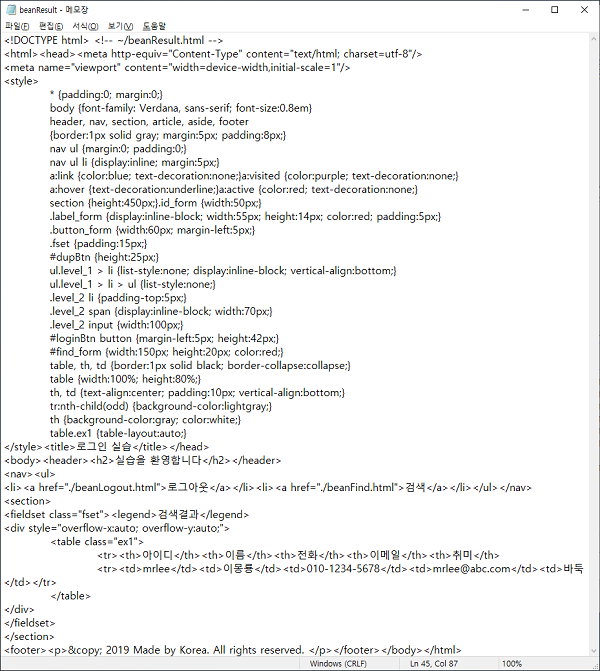 beanResult - 메모장
파일(F) 편집(E) 서식(O) 보기(V) 도움말
<!DOCTYPE html> <!-- ~/beanResult.html -->
<html><head><meta http-equiv="Content-Type" content="text/html; charset=utf-8"/>
<meta name="viewport" content="width=device-width,initial-scale=1"/>
<style>
* {padding:0; margin:0;}
body {font-family: Verdana, sans-serif; font-size:0.8em}
header, nav, section, article, aside, footer
{border:1px solid gray; margin:5px; padding:8px;}
nav ul {margin:0; padding:0;}
nav ul li {display:inline; margin:5px;}
a:link {color:blue; text-decoration:none;}a:visited {color:purple; text-decoration:none;}
a:hover {text-decoration:underline;}a:active {color:red; text-decoration:none;}
section {height:450px;}.id_form {width:50px;}
.label_form {display:inline-block; width:55px; height:14px; color:red; padding:5px;}
.button_form {width:60px; margin-left:5px;}
.fset {padding:15px;}
#dupBtn {height:25px;}
ul.level_1 > li {list-style:none; display:inline-block; vertical-align:bottom;}
ul.level_1 > li > ul {list-style:none;}
.level_2 li {padding-top:5px;}
.level_2 span {display:inline-block; width:70px;}
.level_2 input {width:100px;}
#loginBtn button {margin-left:5px; height:42px;}
#find_form {width:150px; height:20px; color:red;}
table, th, td {border:1px solid black; border-collapse:collapse;}
table {width:100%; height:80%;}
th, td {text-align:center; padding:10px; vertical-align:bottom;}
tr:nth-child(odd) {background-color:lightgray;}
th {background-color:gray; color:white;}
table.ex1 {table-layout:auto;}
</style><title>로그인 실습</title></head>
<body><header><h2>실습을 환영합니다</h2></header>
<nav><ul>
<li><a href="./beanLogout.html">로그아웃</a></li><li><a href="./beanFind.html">검색</a></li></ul></nav>
<section>
<fieldset class="fset"><legend>검색결과</legend>
<div style="overflow-x:auto; overflow-y:auto;">
<table class="ex1">
<tr><th>아이디</th><th>이름</th><th>전화</th><th>이메일</th><th>취미</th>
<tr><td>mrlee</td><td>이몽룡</td><td>010-1234-5678</td><td>mrlee@abc.com</td><td>바둑
</td></tr>
</table>
</div>
</fieldset>
</section>
<footer><p>&copy; 2019 Made by Korea. All rights reserved. </p></footer></body></html>
Windows (CRLF) Ln 45, Col 87 100%